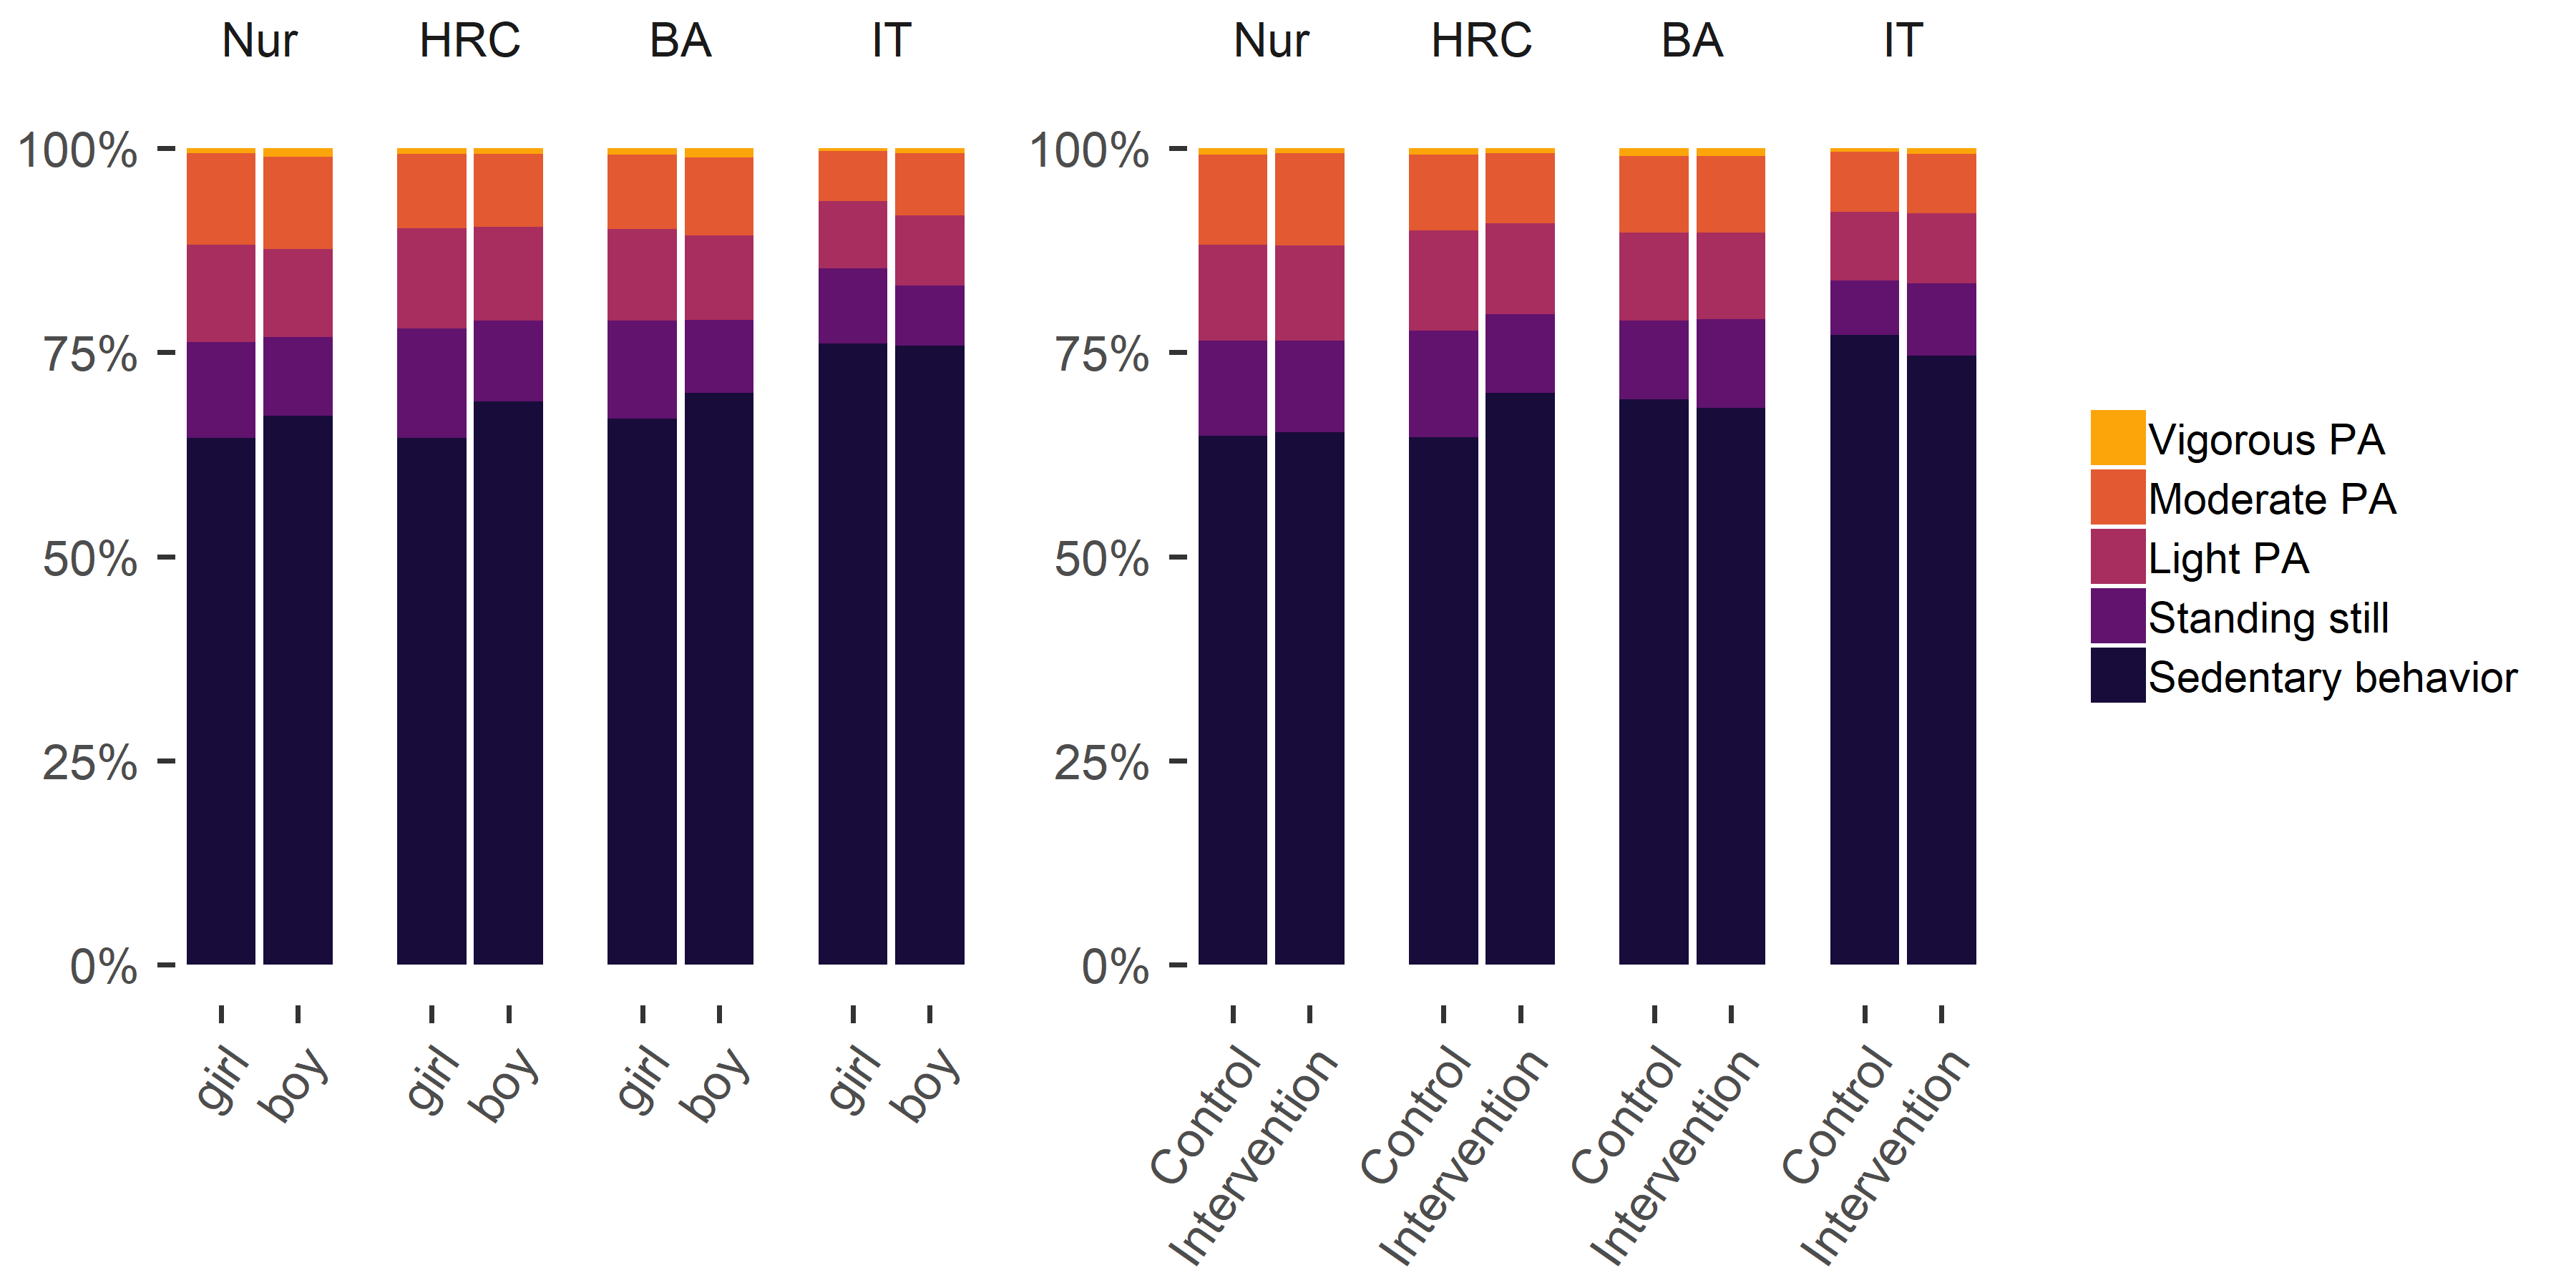 Nur HRC BA IT
100%
75%
50%
25%
0%
girl boy girl boy girl boy girl boy
Nur HRC BA IT
100%
75%
50%
25%
0%
Control Intervention Control Intervention Control Intervention Control Intervention
Vigorous PA
Moderate PA
Light PA
Standing still
Sedentary behavior